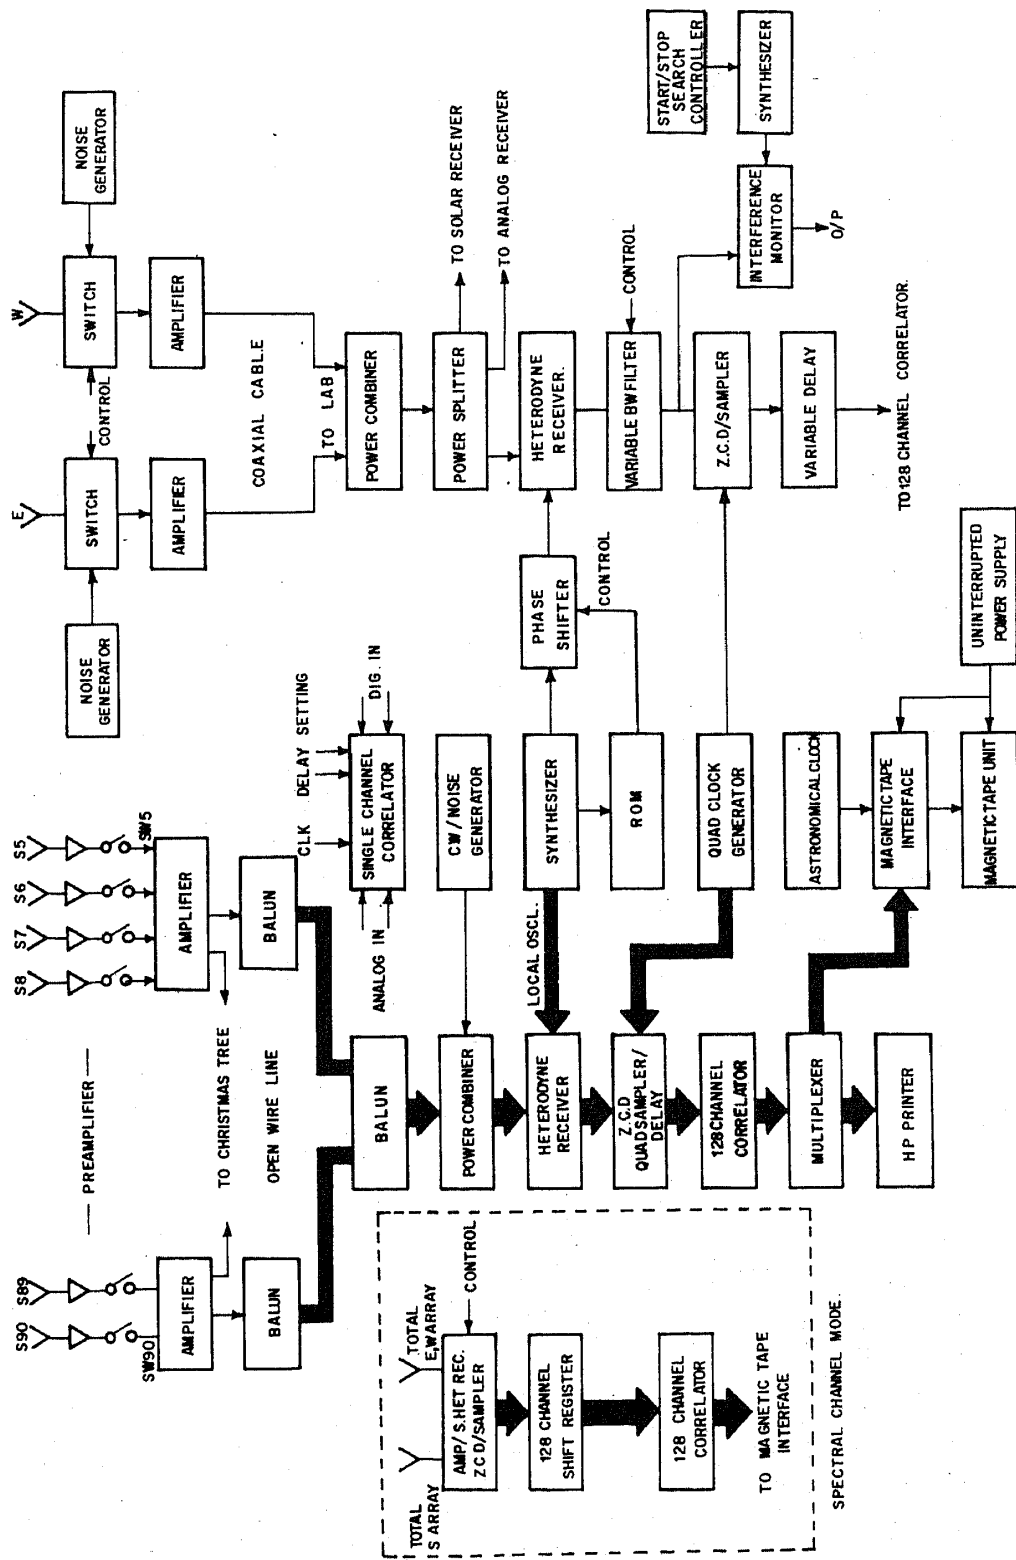 S90
S89
S8
S7
S6
S5
SW90
SW5
PREAMPLIFIER
AMPLIFIER
AMPLIFIER
TO CHRISTMAS TREE
BALUN
BALUN
OPEN WIRE LINE
BALUN
POWER COMBINER
HETERODYNE
RECEIVER
Z.C.D
QUADSAMPLER/
DELAY
128 CHANNEL
CORRELATOR
MULTIPLEXER
HP PRINTER
CLK
DELAY SETTING
SINGLE CHANNEL
CORRELATOR
ANALOG IN
DIG. IN
CW/NOISE
GENERATOR
SYNTHESIZER
LOCAL OSCL.
ROM
QUAD CLOCK
GENERATOR
ASTRONOMICAL CLOCK
MAGNETIC TAPE
INTERFACE
MAGNETIC TAPE UNIT
UNINTERRUPTED
POWER SUPPLY
PHASE
SHIFTER
CONTROL
E
W
NOISE
GENERATOR
SWITCH
CONTROL
SWITCH
NOISE
GENERATOR
AMPLIFIER
AMPLIFIER
COAXIAL CABLE
TO LAB
POWER COMBINER
POWER SPLITTER
TO SOLAR RECEIVER
TO ANALOG RECEIVER
HETERODYNE
RECEIVER.
VARIABLE BW FILTER
CONTROL
Z.C.D/SAMPLER
VARIABLE DELAY
TO 128 CHANNEL CORRELATOR.
START/STOP
SEARCH
CONTROLLER
SYNTHESIZER
INTERFERENCE
MONITOR
O/P
TOTAL
S ARRAY
TOTAL
E,W ARRAY
AMP/S.HET REC.
ZCD/SAMPLER
CONTROL
128 CHANNEL
SHIFT REGISTER
128 CHANNEL
CORRELATOR
TO MAGNETIC TAPE
INTERFACE
SPECTRAL CHANNEL MODE.